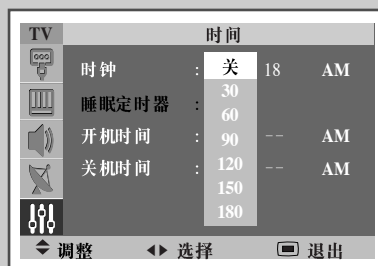 TV 时间
时钟 : 关 18 AM
睡眠定时器 : 30
60
开机时间 : 90 -- AM
关机时间 : 120 -- AM
150
180
调整 选择 退出